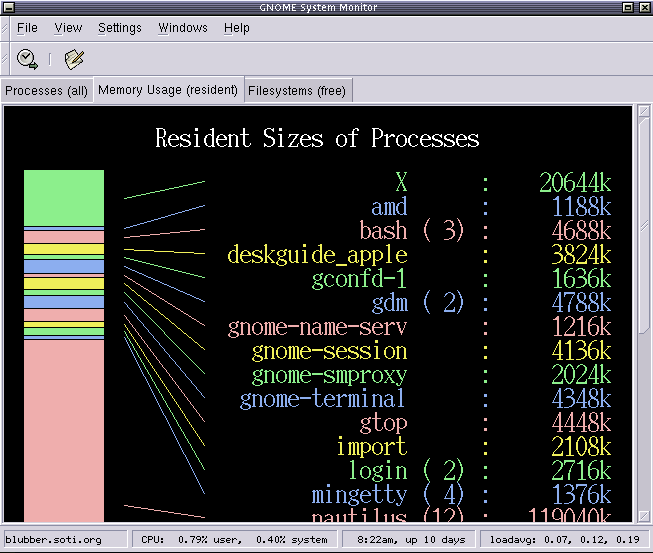 GNOME System Monitor
File View Settings Windows Help
Processes (all) Memory Usage (resident) Filesystems (free)
Resident Sizes of Processes
X : 20644k
amd : 1188k
bash ( 3) : 4688k
deskguide_apple : 3824k
gconfd-1 : 1636k
gdm ( 2) : 4788k
gnome-name-serv : 1216k
gnome-session : 4136k
gnome-smproxy : 2024k
gnome-terminal : 4348k
gtop : 4448k
import : 2108k
login ( 2) : 2716k
mingetty ( 4) : 1376k
nautilus (12) : 119040k
blubber.soti.org CPU: 0.79% user, 0.40% system 8:22am, up 10 days loadavg: 0.07, 0.12, 0.19